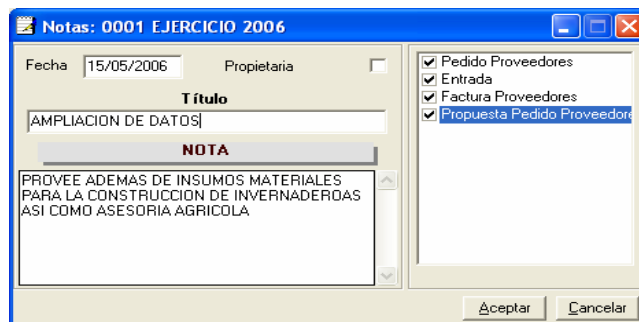 Notas: 0001 EJERCICIO 2006
Fecha 15/05/2006 Propietaria
Título
AMPLIACION DE DATOS
NOTA
PROVEE ADEMAS DE INSUMOS MATERIALES
PARA LA CONSTRUCCION DE INVERNADEROAS
ASI COMO ASESORIA AGRICOLA
Pedido Proveedores
Entrada
Factura Proveedores
Propuesta Pedido Proveedore
Aceptar Cancelar